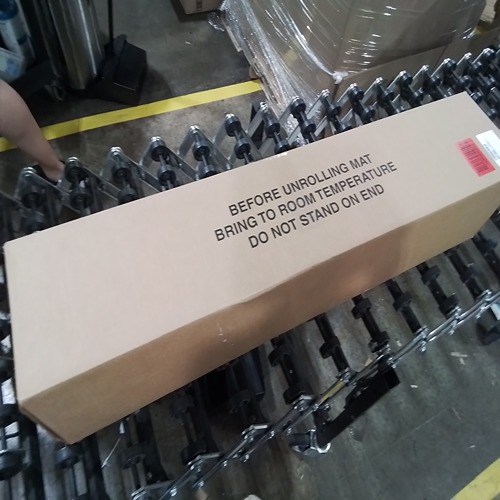 BEFORE UNROLLING MAT
BRING TO ROOM TEMPERATURE
DO NOT STAND ON END